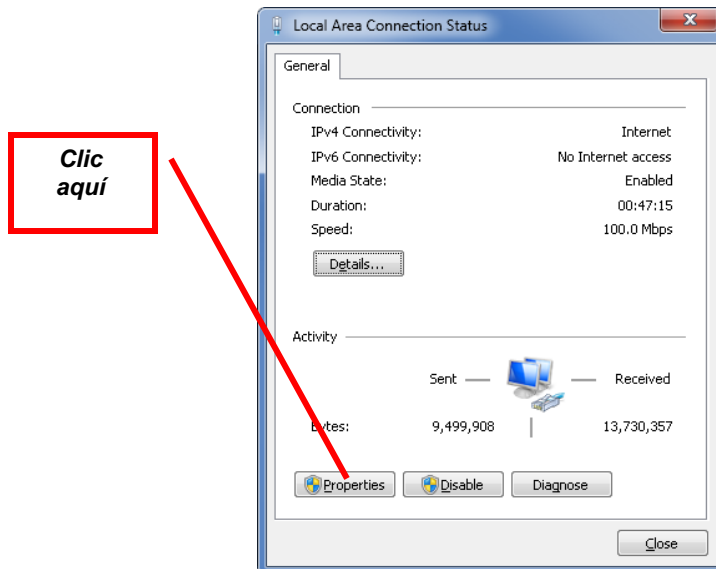 Local Area Connection Status
General
Connection
IPv4 Connectivity: Internet
IPv6 Connectivity: No Internet access
Media State: Enabled
Duration: 00:47:15
Speed: 100.0 Mbps
Details...
Clic
aquí
Activity
Sent Received
Bytes: 9,499,908 13,730,357
Properties Disable Diagnose
Close